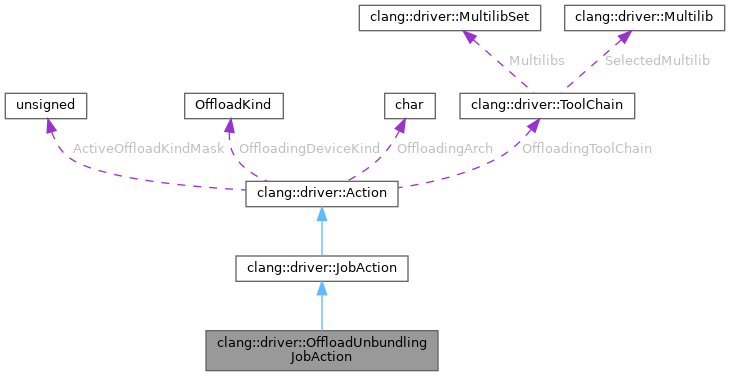 clang::driver::MultilibSet
clang::driver::Multilib
Multilibs
SelectedMultilib
unsigned
OffloadKind
char
clang::driver::ToolChain
ActiveOffloadKindMask
OffloadingDeviceKind
OffloadingArch
OffloadingToolChain
clang::driver::Action
clang::driver::JobAction
clang::driver::OffloadUnbundling
JobAction